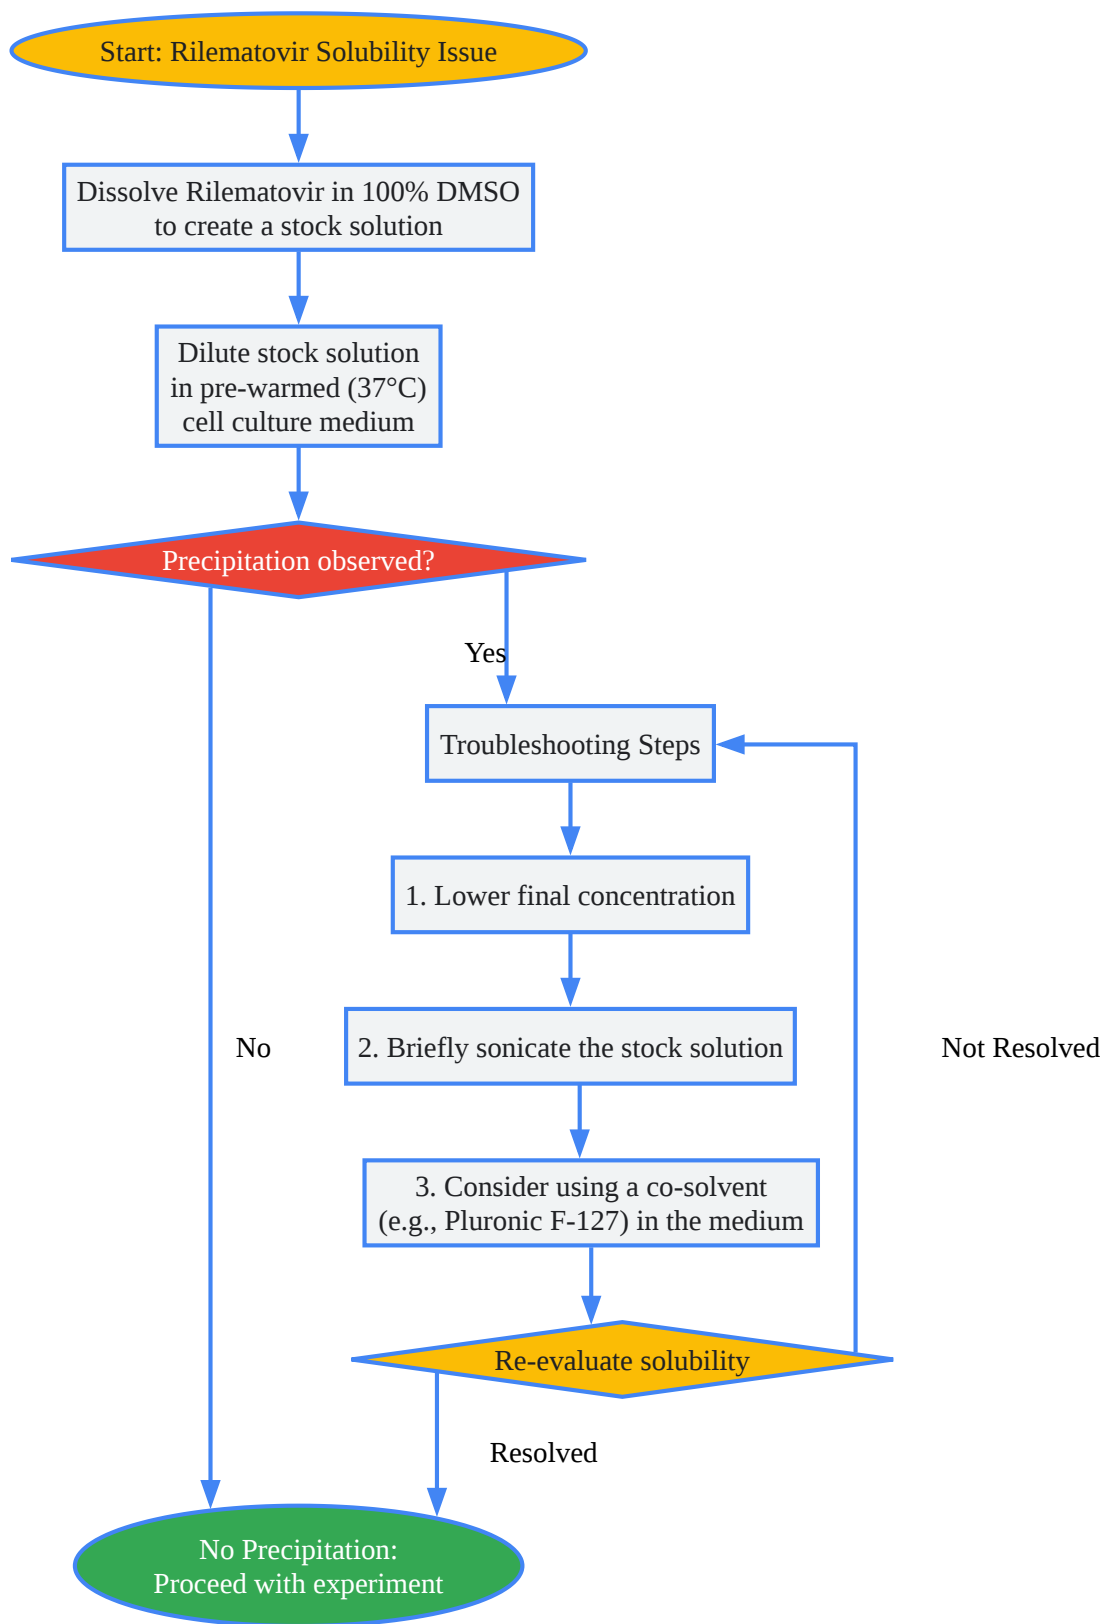 Start: Rilematovir Solubility Issue
Dissolve Rilematovir in 100% DMSO
to create a stock solution
Dilute stock solution
in pre-warmed (37°C)
cell culture medium
Precipitation observed?
Yes
Troubleshooting Steps
1. Lower final concentration
2. Briefly sonicate the stock solution
No
Not Resolved
3. Consider using a co-solvent
(e.g., Pluronic F-127) in the medium
Re-evaluate solubility
Resolved
No Precipitation:
Proceed with experiment